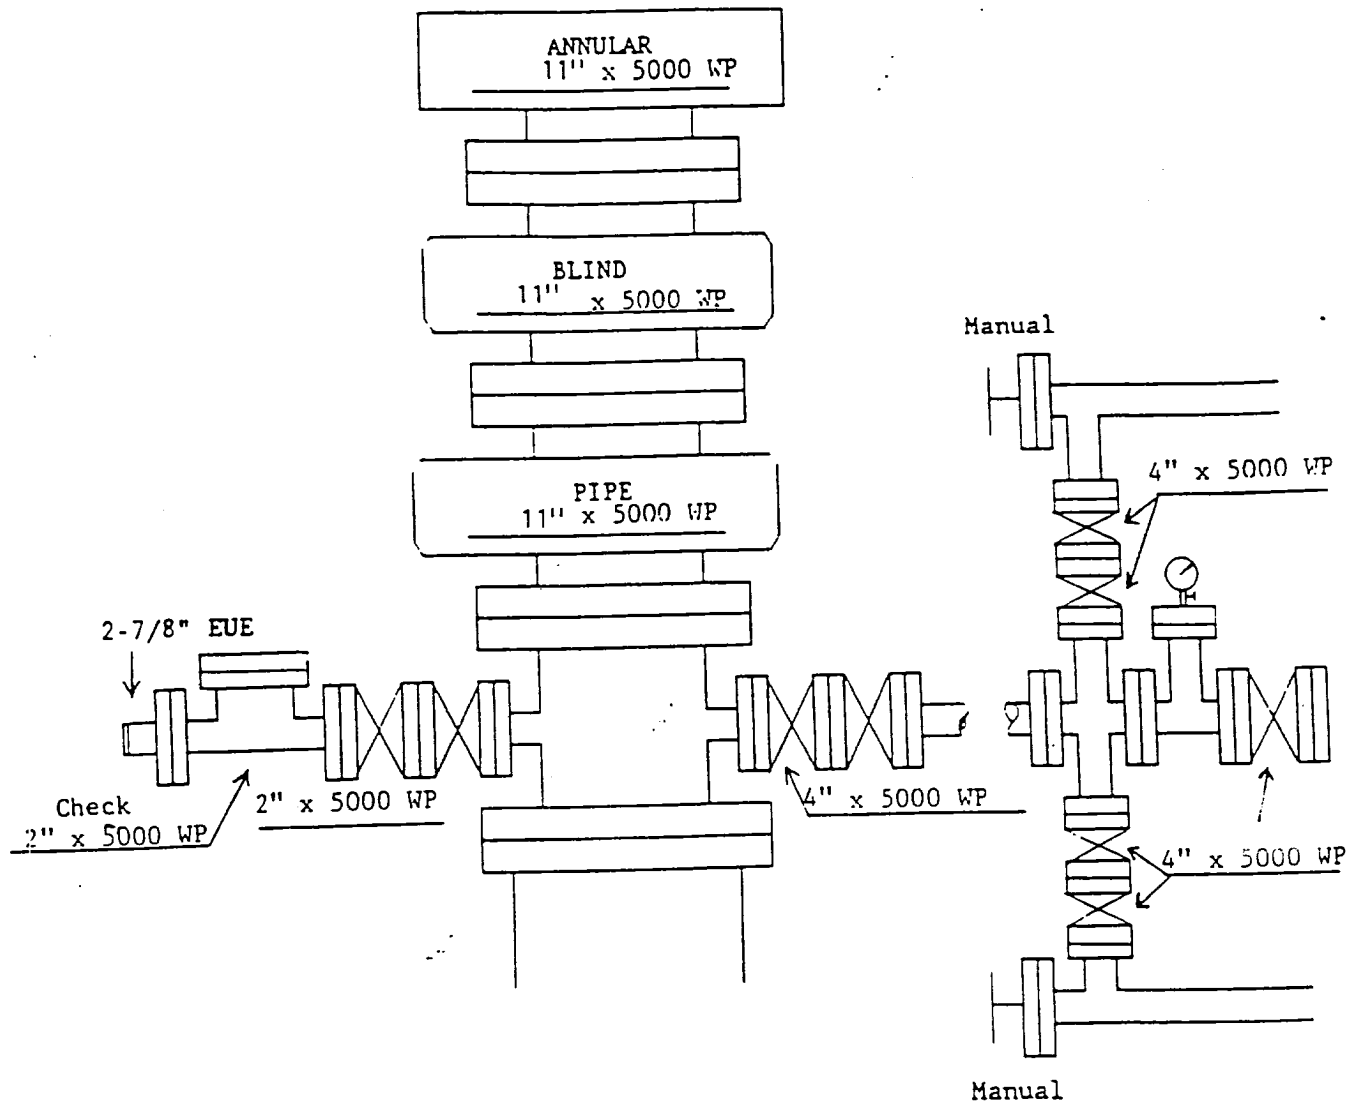 ANNULAR
11" x 5000 WP
BLIND
11" x 5000 WP
Manual
PIPE
11" x 5000 WP
4" x 5000 WP
2-7/8" EUE
Check
2" x 5000 WP
2" x 5000 WP
4" x 5000 WP
4" x 5000 WP
Manual